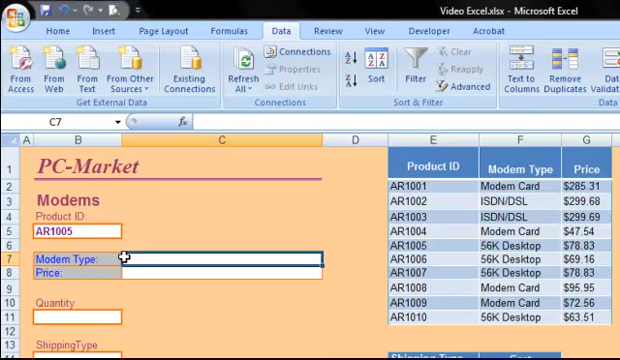 Video Excel.xlsx - Microsoft Excel
Home Insert Page Layout Formulas Data Review View Developer Acrobat
From Access
From Web
From Text
From Other Sources
Existing Connections
Get External Data
Refresh All
Connections
Properties
Edit Links
Connections
Sort
Filter
Clear
Reapply
Advanced
Sort & Filter
Text to Columns
Remove Duplicates
C7 fx
A B C D E F G
1 PC-Market Product ID Modem Type Price
2 AR1001 Modem Card $285.31
3 Modems AR1002 ISDN/DSL $299.68
4 Product ID: AR1003 ISDN/DSL $299.69
5 AR1005 AR1004 Modem Card $47.54
6 AR1005 56K Desktop $78.83
7 Modem Type: AR1006 56K Desktop $69.16
8 Price: AR1007 56K Desktop $78.83
9 AR1008 Modem Card $95.95
10 Quantity AR1009 Modem Card $72.56
11 AR1010 56K Desktop $63.51
12
13 ShippingType Shipping Type Cost